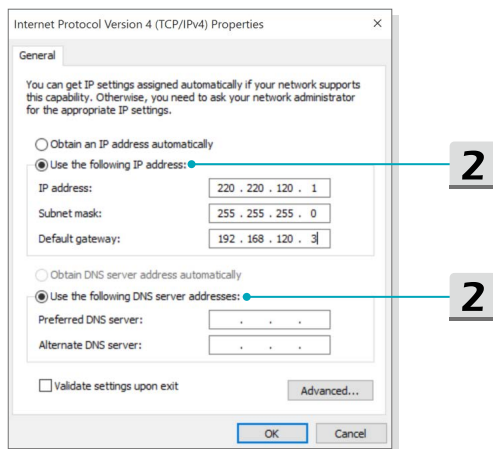 Internet Protocol Version 4 (TCP/IPv4) Properties
General
You can get IP settings assigned automatically if your network supports
this capability. Otherwise, you need to ask your network administrator
for the appropriate IP settings.
Obtain an IP address automatically
Use the following IP address:
2
IP address: 220 . 220 . 120 . 1
Subnet mask: 255 . 255 . 255 . 0
Default gateway: 192 . 168 . 120 . 3
Obtain DNS server address automatically
Use the following DNS server addresses:
2
Preferred DNS server: . . .
Alternate DNS server: . . .
Validate settings upon exit
Advanced...
OK Cancel